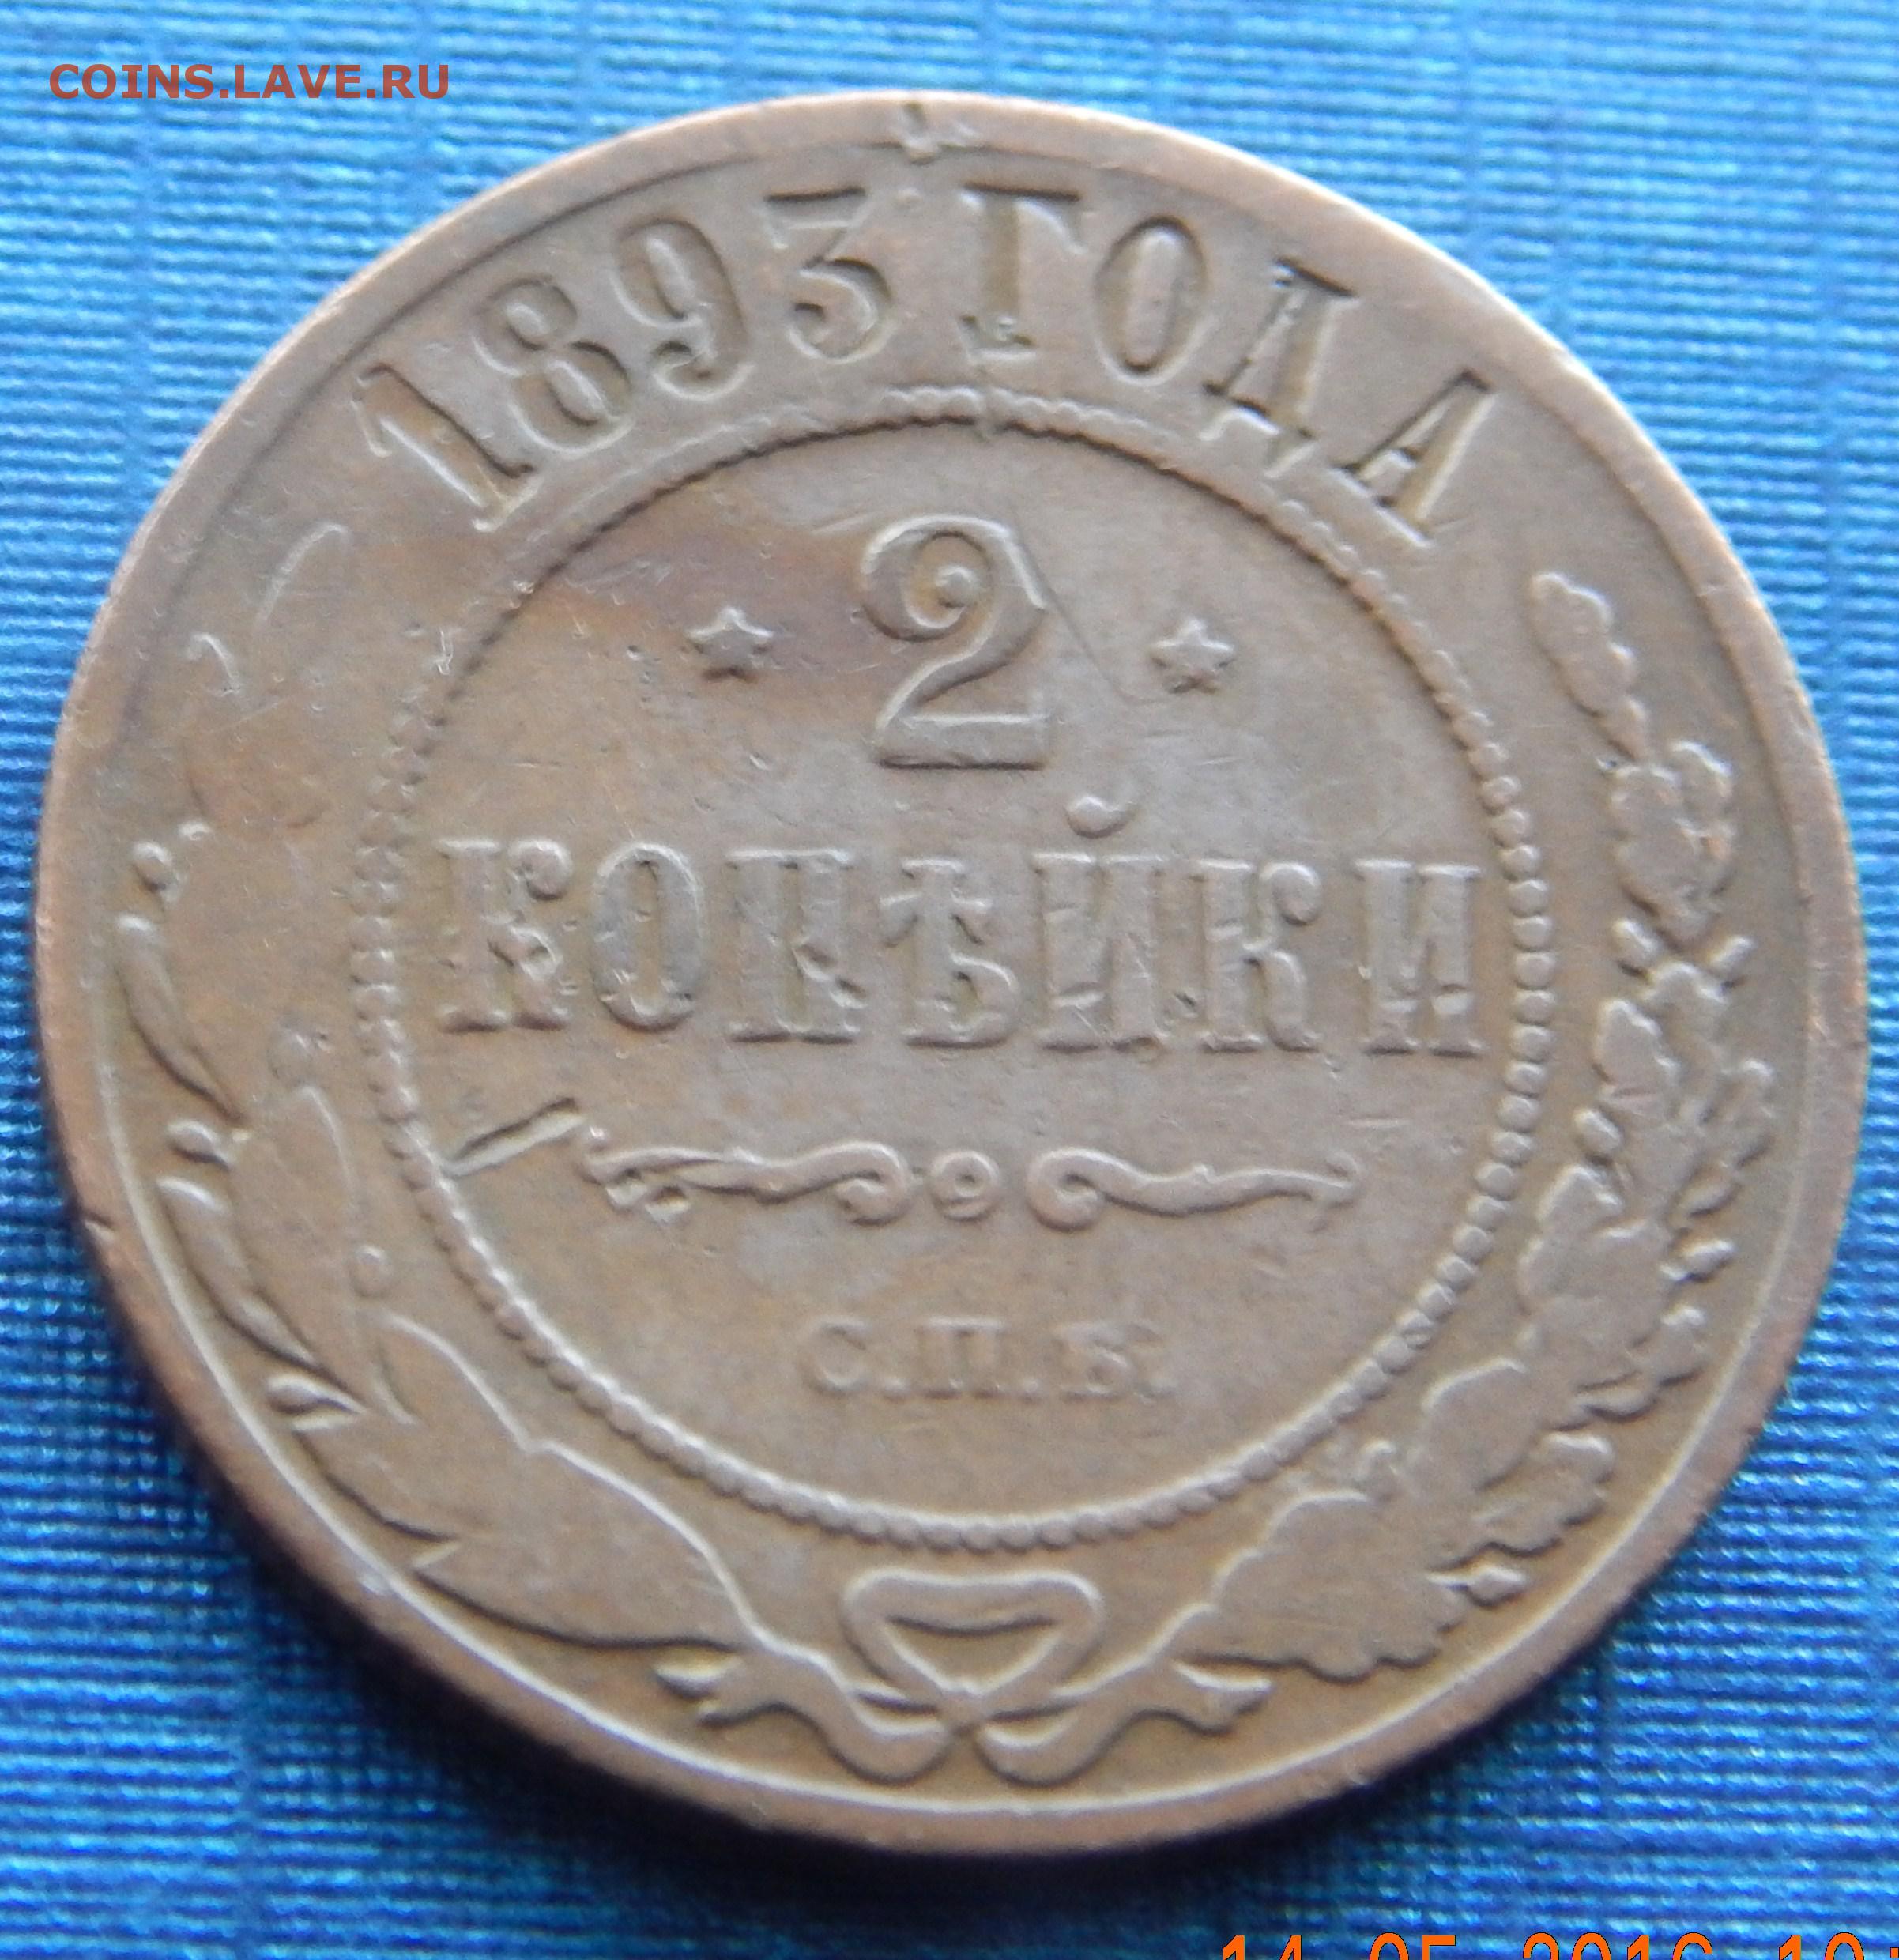 COINS.LAVE.RU
1893 ГОДА
2
КОПѢЙКИ
С.П.Б.